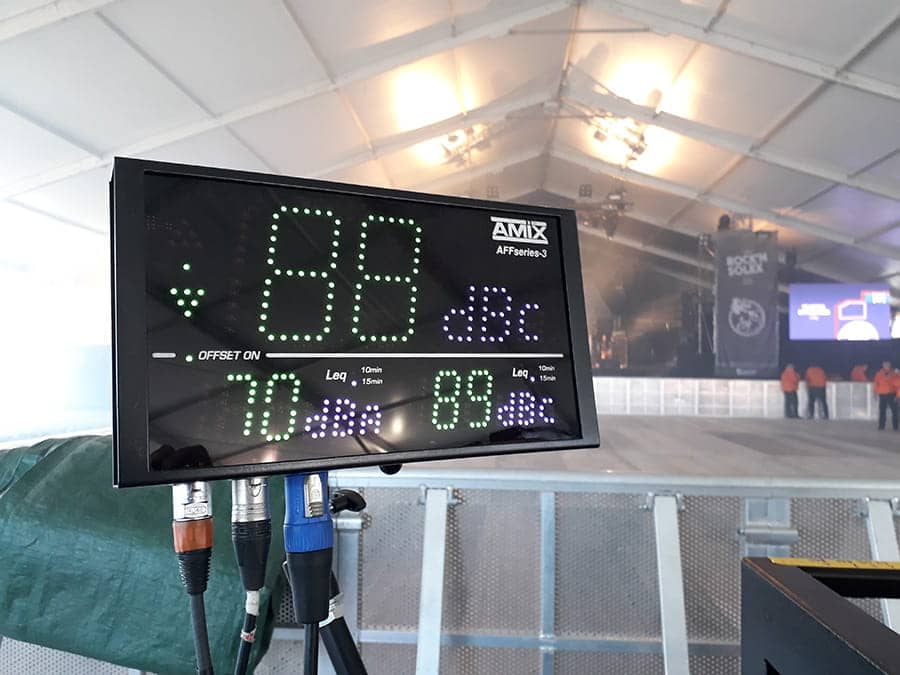 88 dBc
AMIX
AFFseries-3
OFFSET ON
Leq 10min
15min
Leq 10min
15min
70 dBA
89 dBC
ROCK'N
SOLEX